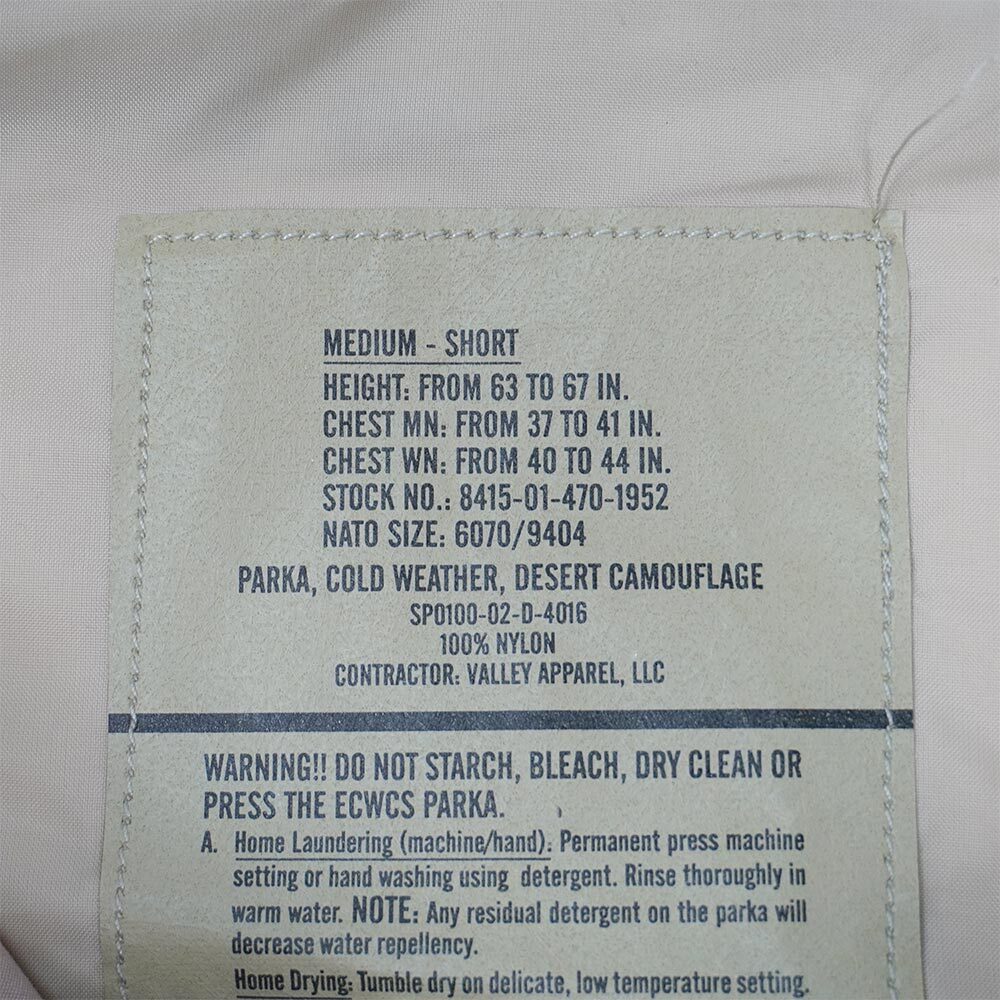 MEDIUM - SHORT
HEIGHT: FROM 63 TO 67 IN.
CHEST MN: FROM 37 TO 41 IN.
CHEST WN: FROM 40 TO 44 IN.
STOCK NO.: 8415-01-470-1952
NATO SIZE: 6070/9404
PARKA, COLD WEATHER, DESERT CAMOUFLAGE
SPO100-02-D-4016
100% NYLON
CONTRACTOR: VALLEY APPAREL, LLC
WARNING!! DO NOT STARCH, BLEACH, DRY CLEAN OR
PRESS THE ECWCS PARKA.
A. Home Laundering (machine/hand): Permanent press machine
setting or hand washing using detergent. Rinse thoroughly in
warm water. NOTE: Any residual detergent on the parka will
decrease water repellency.
Home Drying: Tumble dry on delicate, low temperature setting.